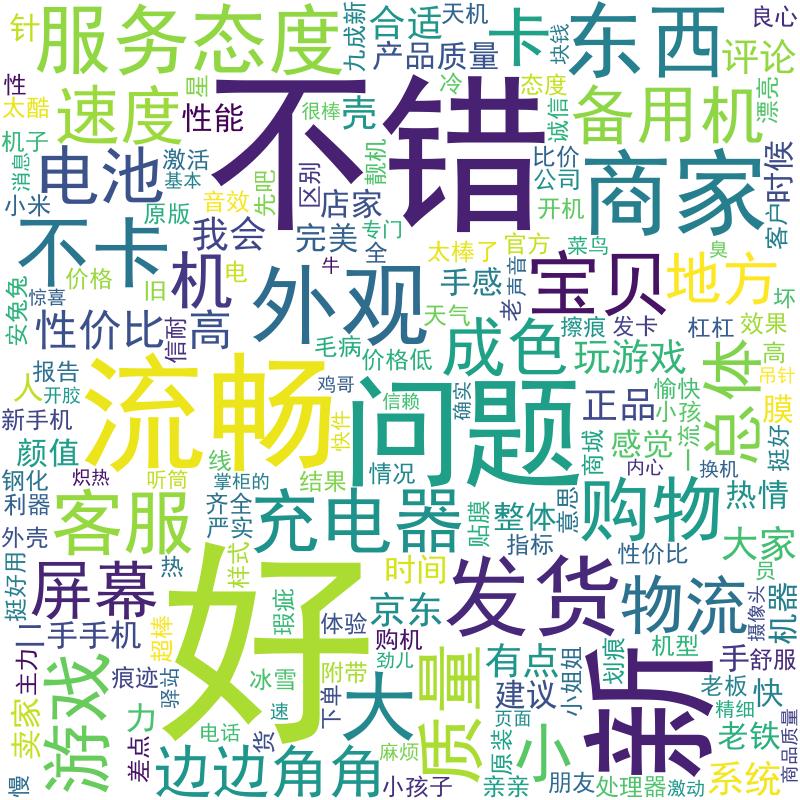 针
服务态度
九成新
合适
天机
卡
块钱
东西
良心
评论
产品质量
性
太酷
机子
消息
速度
星
性能
很棒
壳
冷
态度
诚信
备用机
漂亮
不错
电池
小米
激活
基本
原版
音效
先吧
区别
店家
靓机
比价
公司
开机
商家
客户
时候
不卡
我会
完美
专门
全
太棒了
官方
菜鸟
臭
安兔兔
价格
惊喜
旧
机
电
牛
外观
手感
老
声音
宝贝
地方
坏
性价比
信耐
高
毛病
天气
价格低
成色
擦痕
发卡
杠杠
效果
玩游戏
人
报告
开胶
新手机
颜值
流畅
鸡哥
快件
信赖
问题
确实
正品
愉快
小孩
一流
总体
高
吊针
膜
挺好
钢化
利器
炽热
线
听筒
掌柜的
结果
情况
感觉
商城
内心
换机
热情
外壳
客服
齐全
严实
充电器
贴膜
整体
指标
意思
购物
性价比
大家
员
挺好用
屏幕
热
样式
好
瑕疵
体验
时间
京东
购机
发货
物流
摄像头
机器
二手手机
超棒
主力
痕迹
驿站
冰雪
附带
劲儿
下单
大
质量
有点
建议
小姐姐
划痕
新
机型
手
舒服
老板
快
精细
卖家
游戏
力
差点
电话
速
货
麻烦
原装
页面
小
老铁
商品质量
慢
边边角角
小孩子
亲亲
朋友
处理器
激动
系统